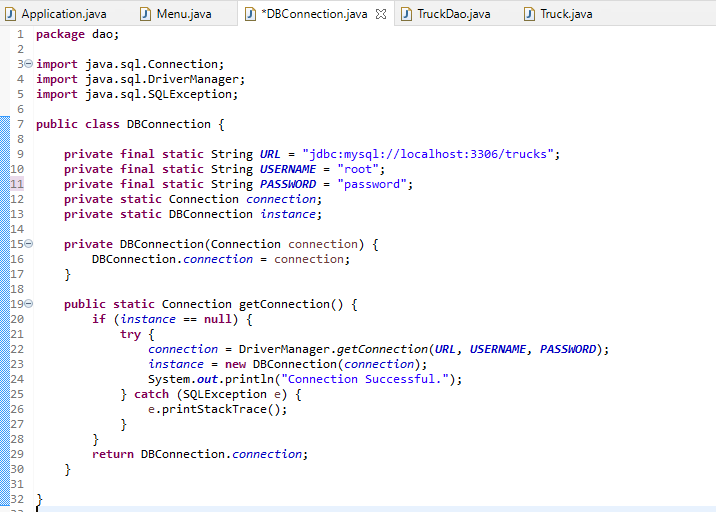 Application.java Menu.java *DBConnection.java TruckDao.java Truck.java
1 package dao;
2
3 import java.sql.Connection;
4 import java.sql.DriverManager;
5 import java.sql.SQLException;
6
7 public class DBConnection {
8
9 private final static String URL = "jdbc:mysql://localhost:3306/trucks";
10 private final static String USERNAME = "root";
11 private final static String PASSWORD = "password";
12 private static Connection connection;
13 private static DBConnection instance;
14
15 private DBConnection(Connection connection) {
16 DBConnection.connection = connection;
17 }
18
19 public static Connection getConnection() {
20 if (instance == null) {
21 try {
22 connection = DriverManager.getConnection(URL, USERNAME, PASSWORD);
23 instance = new DBConnection(connection);
24 System.out.println("Connection Successful.");
25 } catch (SQLException e) {
26 e.printStackTrace();
27 }
28 }
29 return DBConnection.connection;
30 }
31
32 }